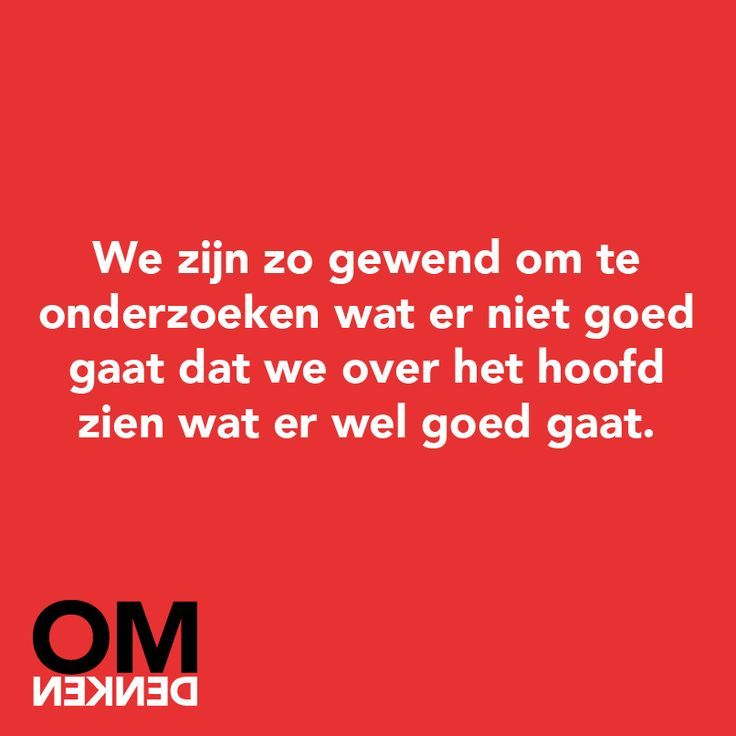 We zijn zo gewend om te
onderzoeken wat er niet goed
gaat dat we over het hoofd
zien wat er wel goed gaat.
OM
DENKEN